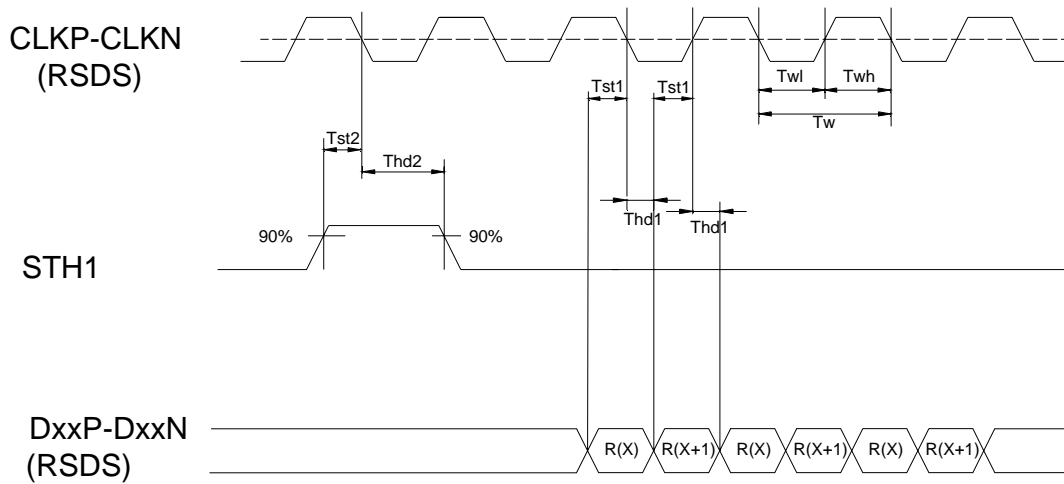 CLKP-CLKN
(RSDS)
Twl
Twh
Tst1
Tst1
Tw
Tst2
Thd2
Thd1
Thd1
90%
90%
STH1
DxxP-DxxN
(RSDS)
R(X)
R(X+1)
R(X)
R(X+1)
R(X)
R(X+1)